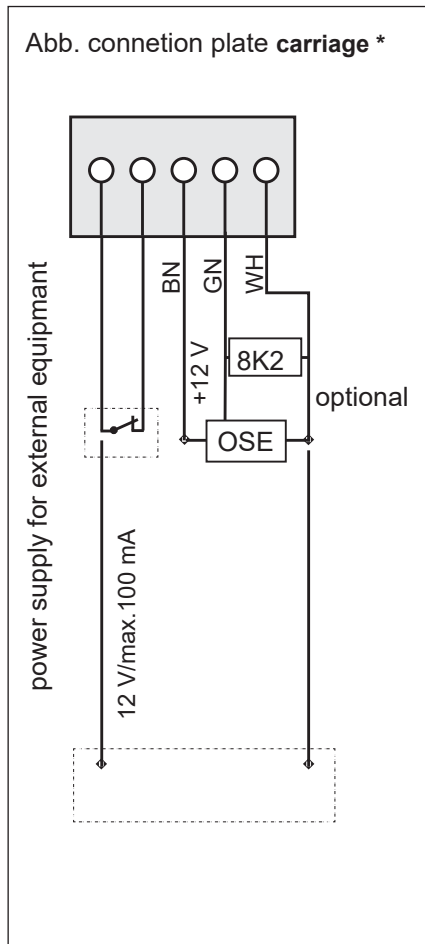 Abb. connetion plate carriage *
BN
GN
WH
+12 V
8K2
optional
OSE
power supply for external equipmant
12 V/max.100 mA